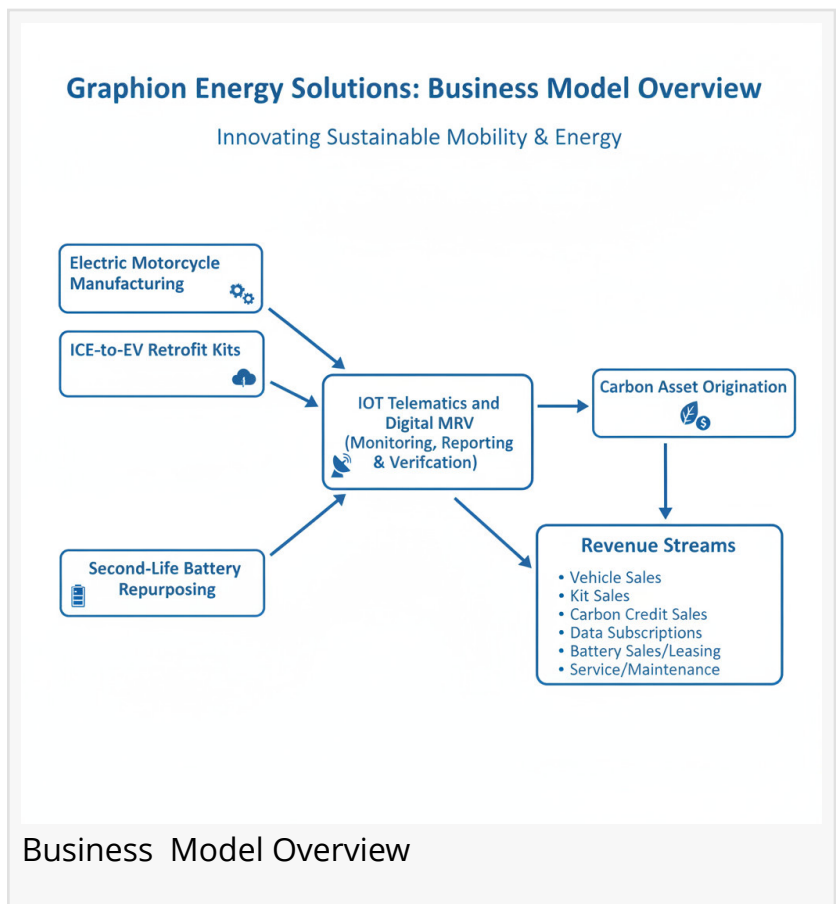 Graphion Energy Solutions: Business Model Overview
Innovating Sustainable Mobility & Energy
Electric Motorcycle
Manufacturing
ICE-to-EV Retrofit Kits
IOT Telematics and
Digital MRV
(Monitoring, Reporting
& Verifcation)
Carbon Asset Origination
$
Second-Life Battery
Repurposing
Revenue Streams
• Vehicle Sales
• Kit Sales
• Carbon Credit Sales
• Data Subscriptions
• Battery Sales/Leasing
• Service/Maintenance
Business Model Overview